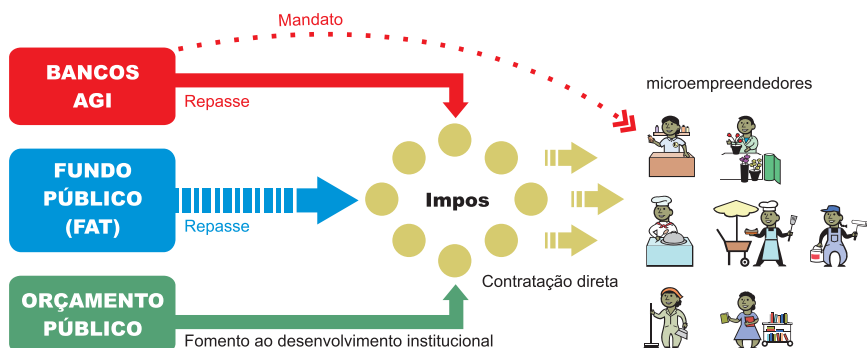 Mandato
BANCOS
AGI
Repasse
microempreendedores
FUNDO
PÚBLICO
(FAT)
Repasse
Impos
Contratação direta
ORÇAMENTO
PÚBLICO
Fomento ao desenvolvimento institucional